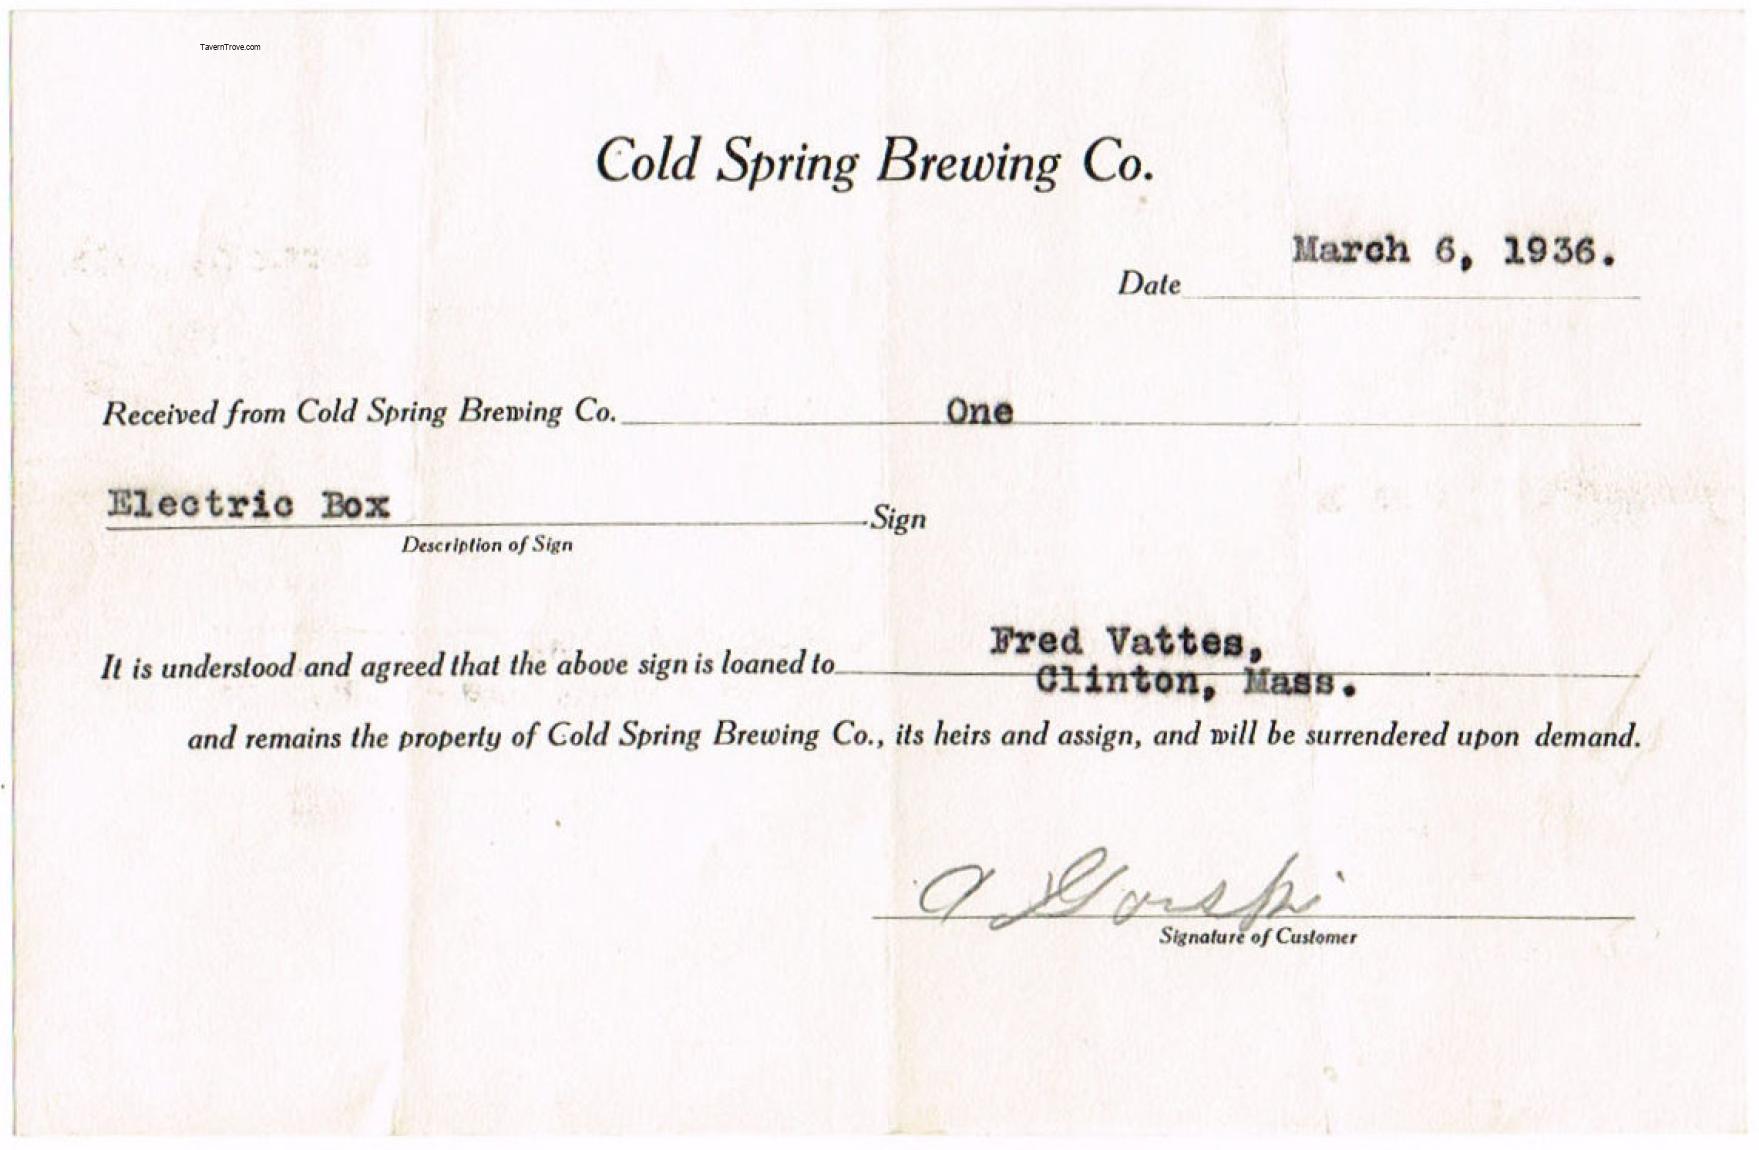 TavernTrove.com
Cold Spring Brewing Co.
March 6, 1936.
Date
Received from Cold Spring Brewing Co. One
Electric Box Sign
Description of Sign
Fred Vattes,
It is understood and agreed that the above sign is loaned to
Clinton, Mass.
and remains the property of Cold Spring Brewing Co., its heirs and assign, and will be surrendered upon demand.
A Gorski
Signature of Customer